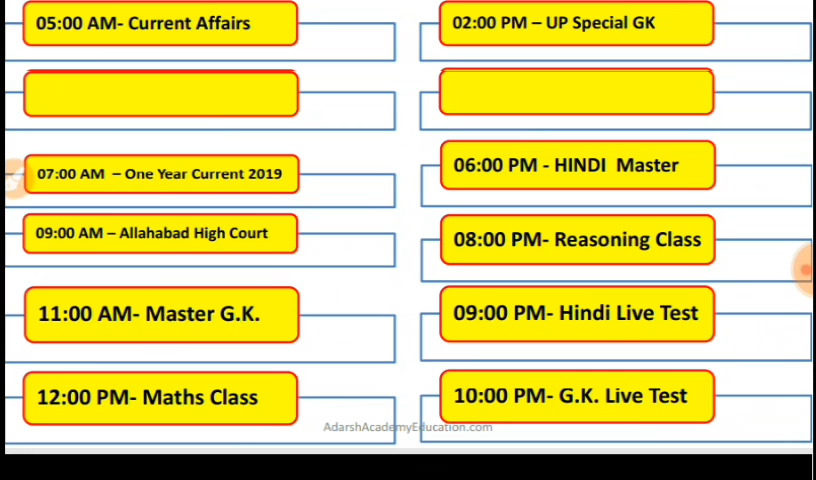 05:00 AM- Current Affairs
07:00 AM – One Year Current 2019
09:00 AM – Allahabad High Court
11:00 AM- Master G.K.
12:00 PM- Maths Class
02:00 PM – UP Special GK
06:00 PM - HINDI Master
08:00 PM- Reasoning Class
09:00 PM- Hindi Live Test
10:00 PM- G.K. Live Test
AdarshAcademyEducation.com